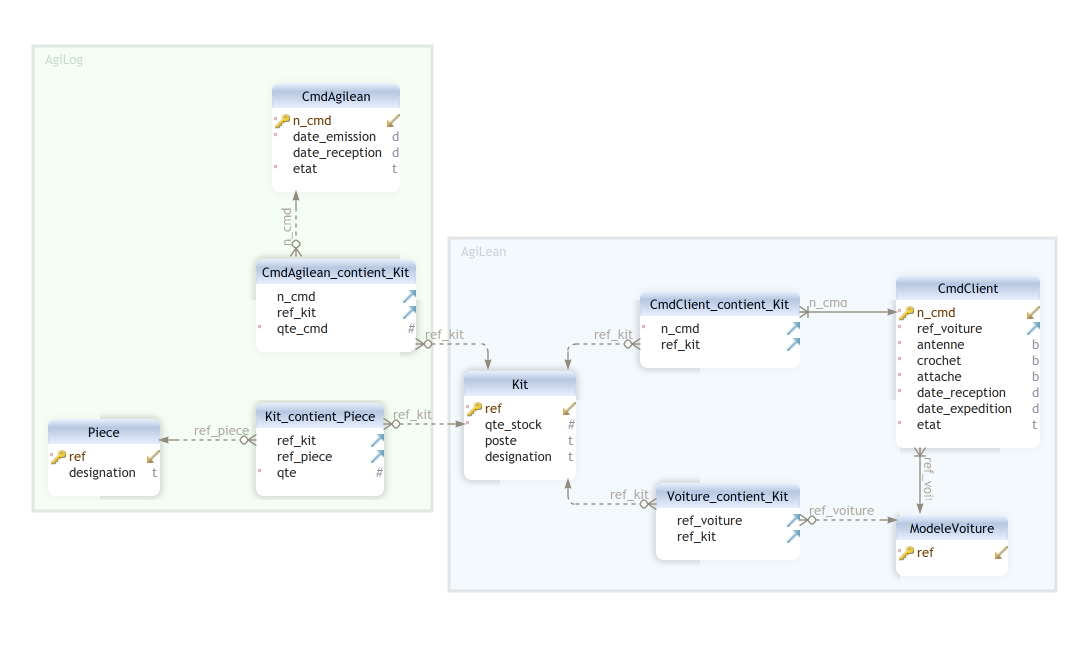 AgiLog
CmdAgilean
n_cmd
date_emission d
date_reception d
etat t
n_cmd
CmdAgilean_contient_Kit
n_cmd
ref_kit
qte_cmd #
ref_kit
Kit_contient_Piece
ref_kit
ref_piece
qte #
ref_kit
ref_piece
Piece
ref
designation t
AgiLean
Kit
ref
qte_stock #
poste t
designation t
CmdClient_contient_Kit
n_cmd
ref_kit
ref_kit
n_cmd
CmdClient
n_cmd
ref_voiture
antenne b
crochet b
attache b
date_reception d
date_expedition d
etat t
ref_voi
Voiture_contient_Kit
ref_voiture
ref_kit
ref_kit
ref_voiture
ModeleVoiture
ref